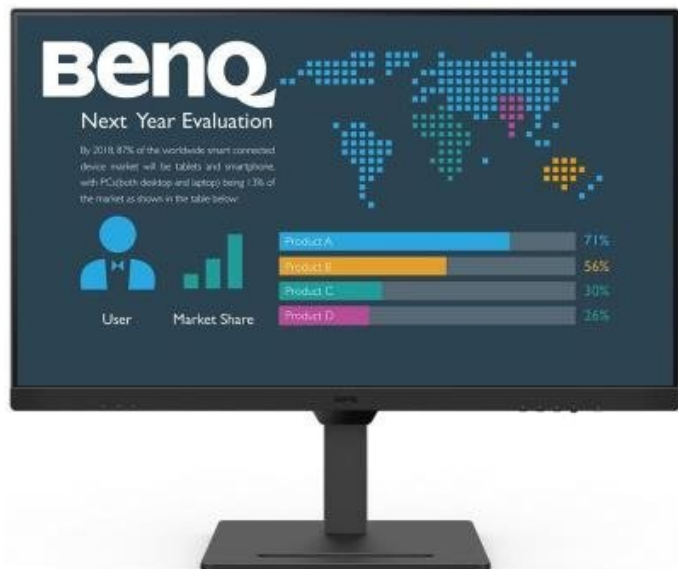 BenQ
Next Year Evaluation
By 2018, 87% of the worldwide smart connected
device market will be tablets and smartphone,
with PCs(both desktop and laptop) being 13% of
the market as shown in the table below:
Product A 71%
Product B 56%
Product C 30%
Product D 26%
User Market Share
BenQ